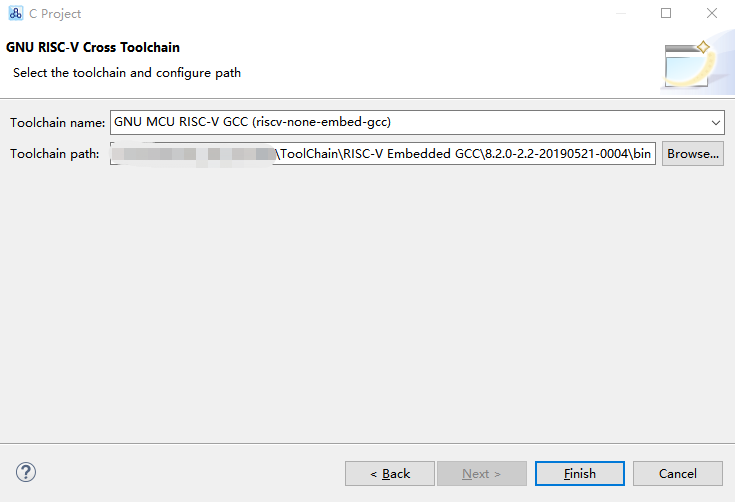 C Project
GNU RISC-V Cross Toolchain
Select the toolchain and configure path
Toolchain name: GNU MCU RISC-V GCC (riscv-none-embed-gcc)
Toolchain path: \ToolChain\RISC-V Embedded GCC\8.2.0-2.2-20190521-0004\bin Browse...
? < Back Next > Finish Cancel